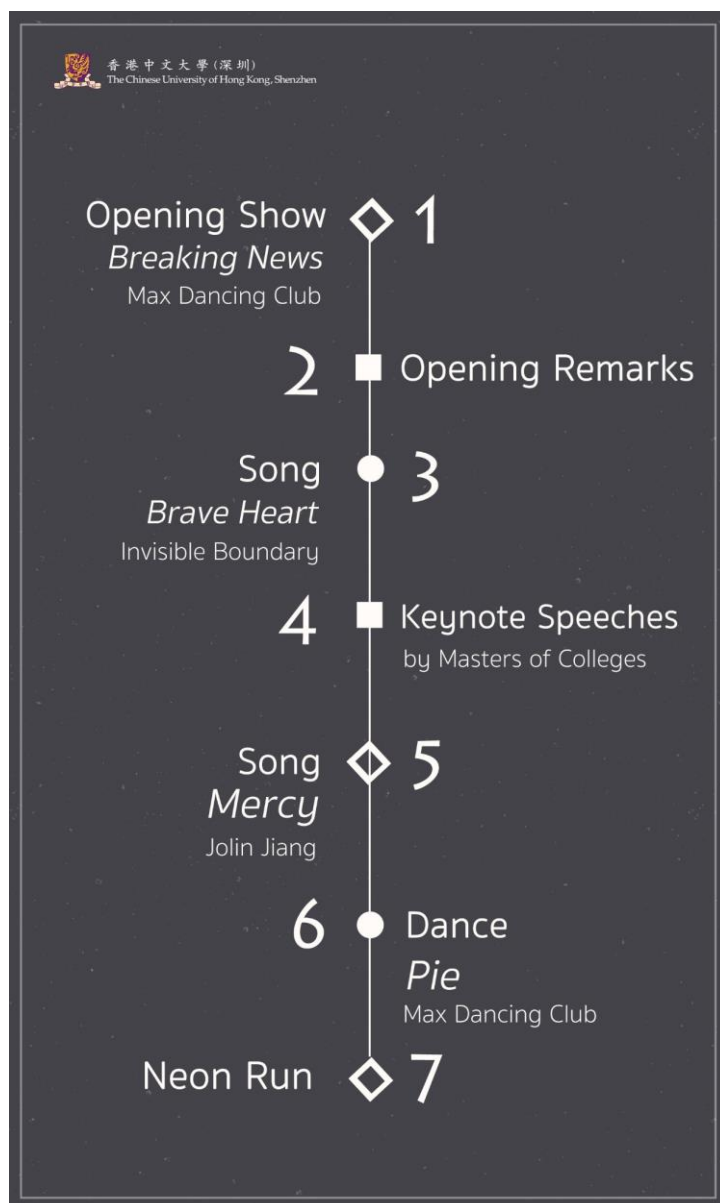 香港中文大學(深圳)
The Chinese University of Hong Kong, Shenzhen
Opening Show
1
Breaking News
Max Dancing Club
2
Opening Remarks
Song
3
Brave Heart
Invisible Boundary
4
Keynote Speeches
by Masters of Colleges
Song
5
Mercy
Jolin Jiang
6
Dance
Pie
Max Dancing Club
Neon Run
7